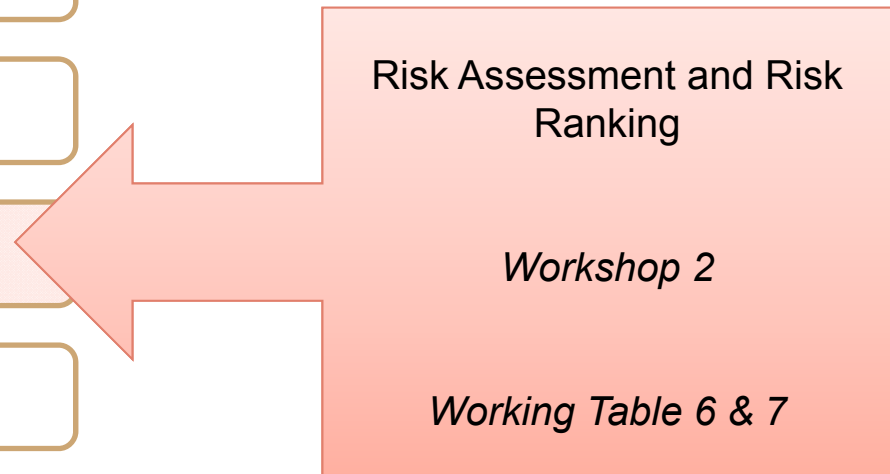 Risk Assessment and Risk
Ranking
Workshop 2
Working Table 6 & 7